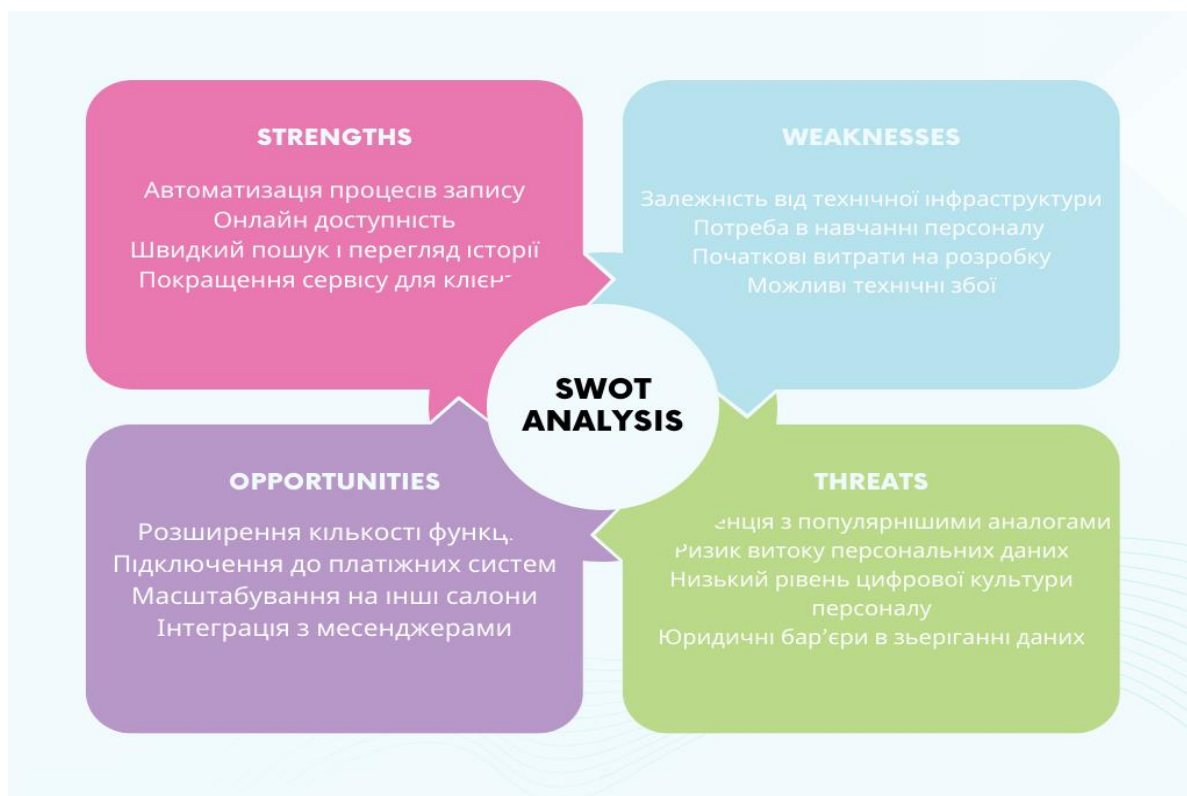 STRENGTHS
Автоматизація процесів запису
Онлайн доступність
Швидкий пошук і перегляд історії
Покращення сервісу для
WEAKNESSES
Залежність від технічної інфраструктури
Потреба в навчанні персоналу
Початкові витрати на розробку
Можливі технічні збої
SWOT
ANALYSIS
OPPORTUNITIES
Розширення кількості
Підключення до платіжних систем
Масштабування на інші салони
Інтеграція з месенджерами
THREATS
з популярнішими аналогами
Ризик витоку персональних даних
Низький рівень цифрової культури
персоналу
Юридичні бар’єри в зьеріганні даних